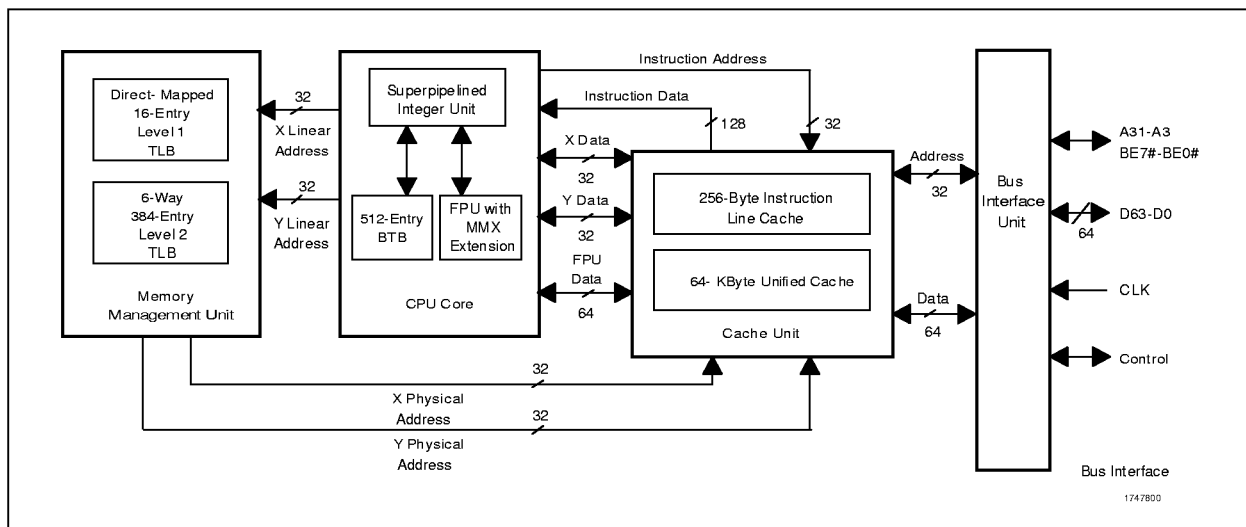 Direct- Mapped
16-Entry
Level 1
TLB
6-Way
384-Entry
Level 2
TLB
Memory
Management Unit
32
X Linear
Address
32
Y Linear
Address
Superpipelined
Integer Unit
512-Entry
BTB
FPU with
MMX
Extension
CPU Core
Instruction Address
32
Instruction Data
128
X Data
32
Y Data
32
FPU
Data
64
256-Byte Instruction
Line Cache
64- KByte Unified Cache
Cache Unit
Address
32
Data
64
Bus
Interface
Unit
A31-A3
BE7#-BE0#
D63-D0
64
CLK
Control
32
X Physical
Address
32
Y Physical
Address
Bus Interface
1747800